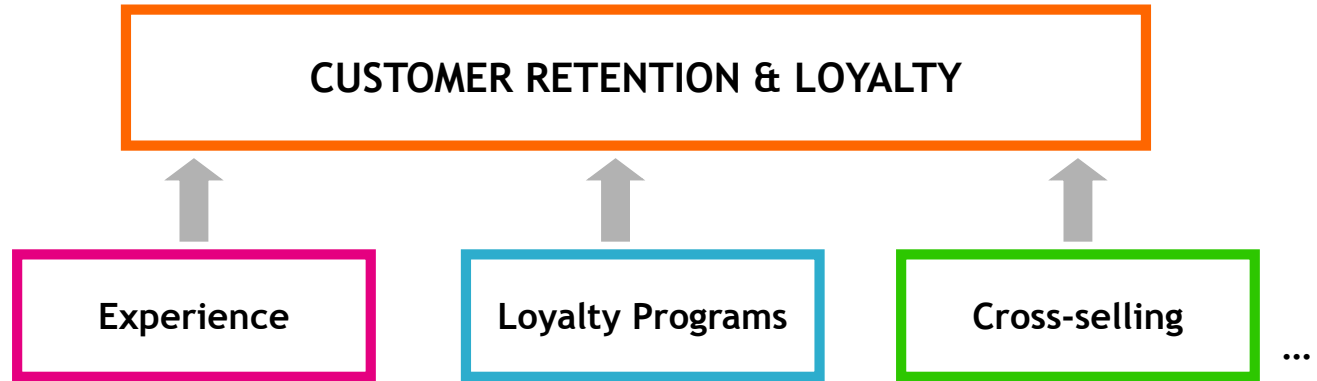 CUSTOMER RETENTION & LOYALTY
Experience
Loyalty Programs
Cross-selling
...